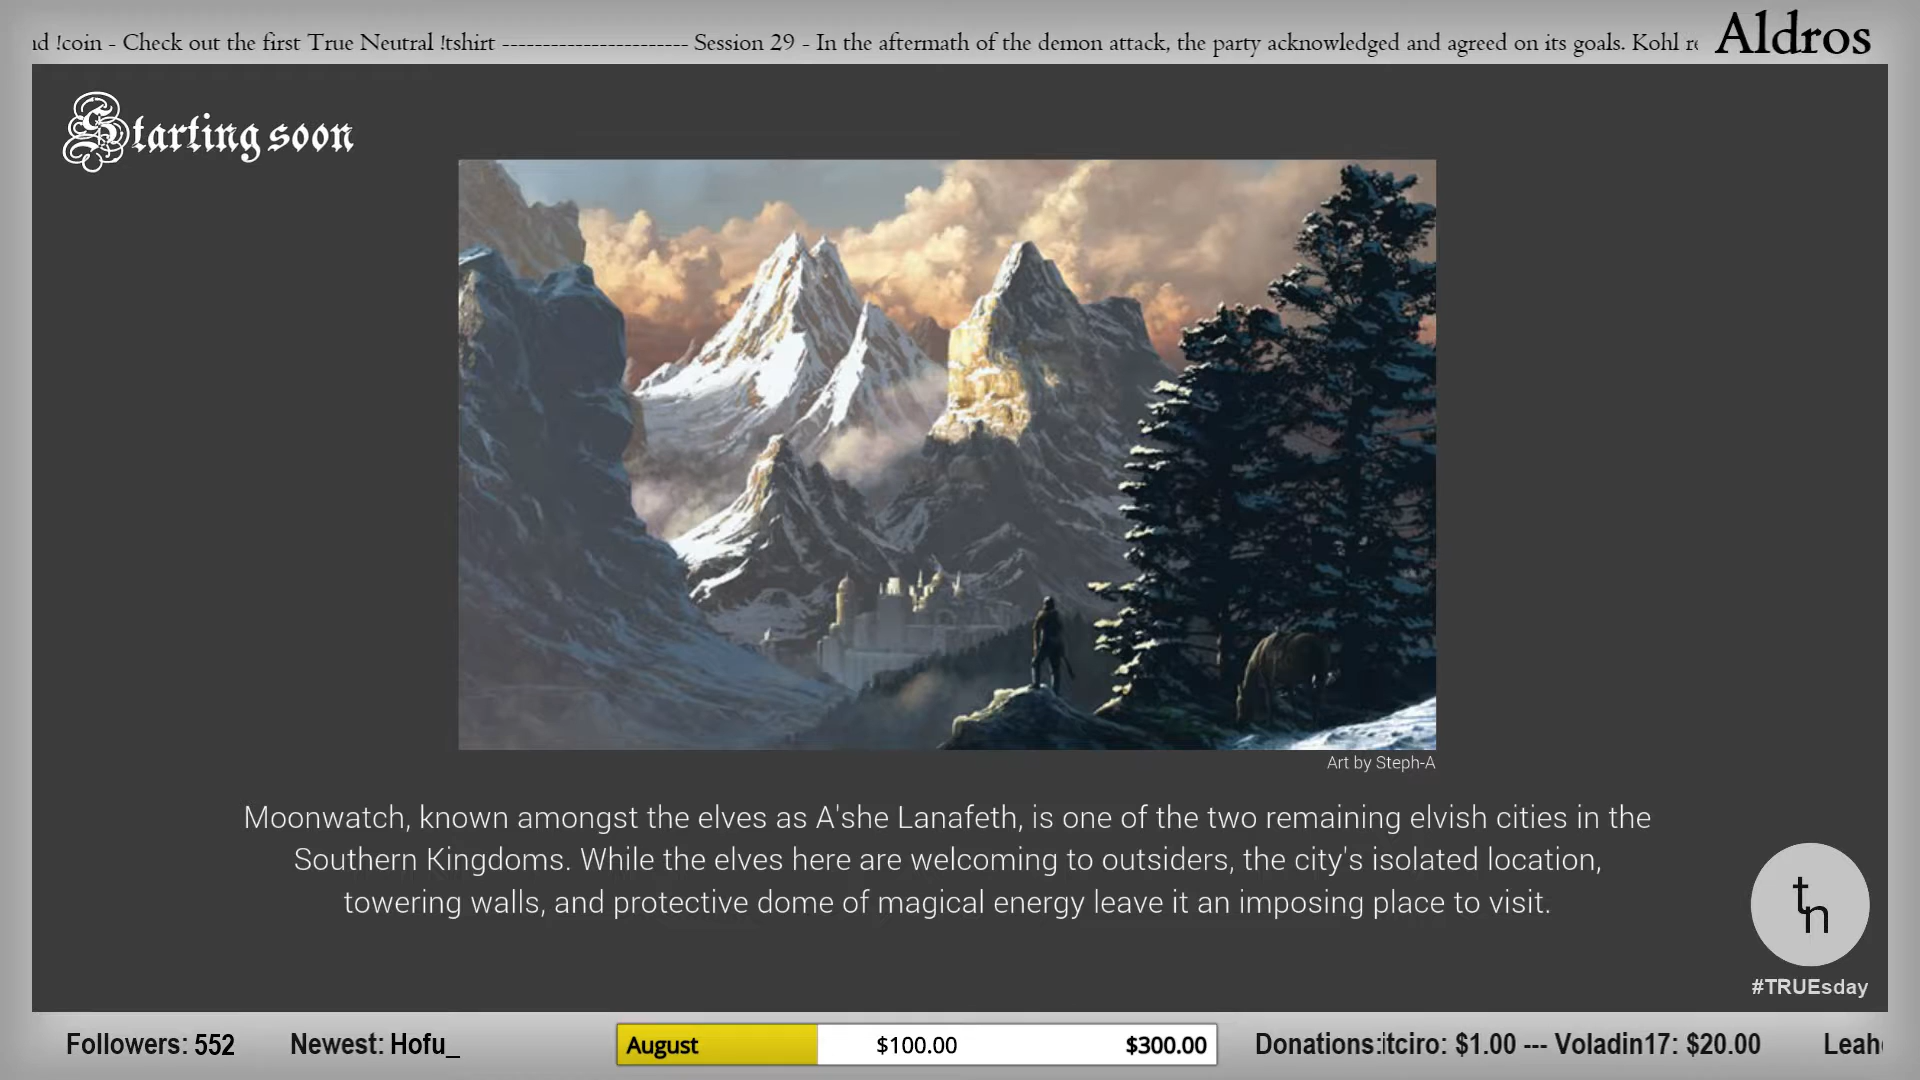 !coin - Check out the first True Neutral !tshirt ----------------------- Session 29 - In the aftermath of the demon attack, the party acknowledged and agreed on its goals. Kohl
Aldros
Starting soon
Art by Steph-A
Moonwatch, known amongst the elves as A'she Lanafeth, is one of the two remaining elvish cities in the
Southern Kingdoms. While the elves here are welcoming to outsiders, the city's isolated location,
towering walls, and protective dome of magical energy leave it an imposing place to visit.
tn
#TRUEsday
Followers: 552 Newest: Hofu_ August $100.00 $300.00 Donations: itciro: $1.00 --- Voladin17: $20.00